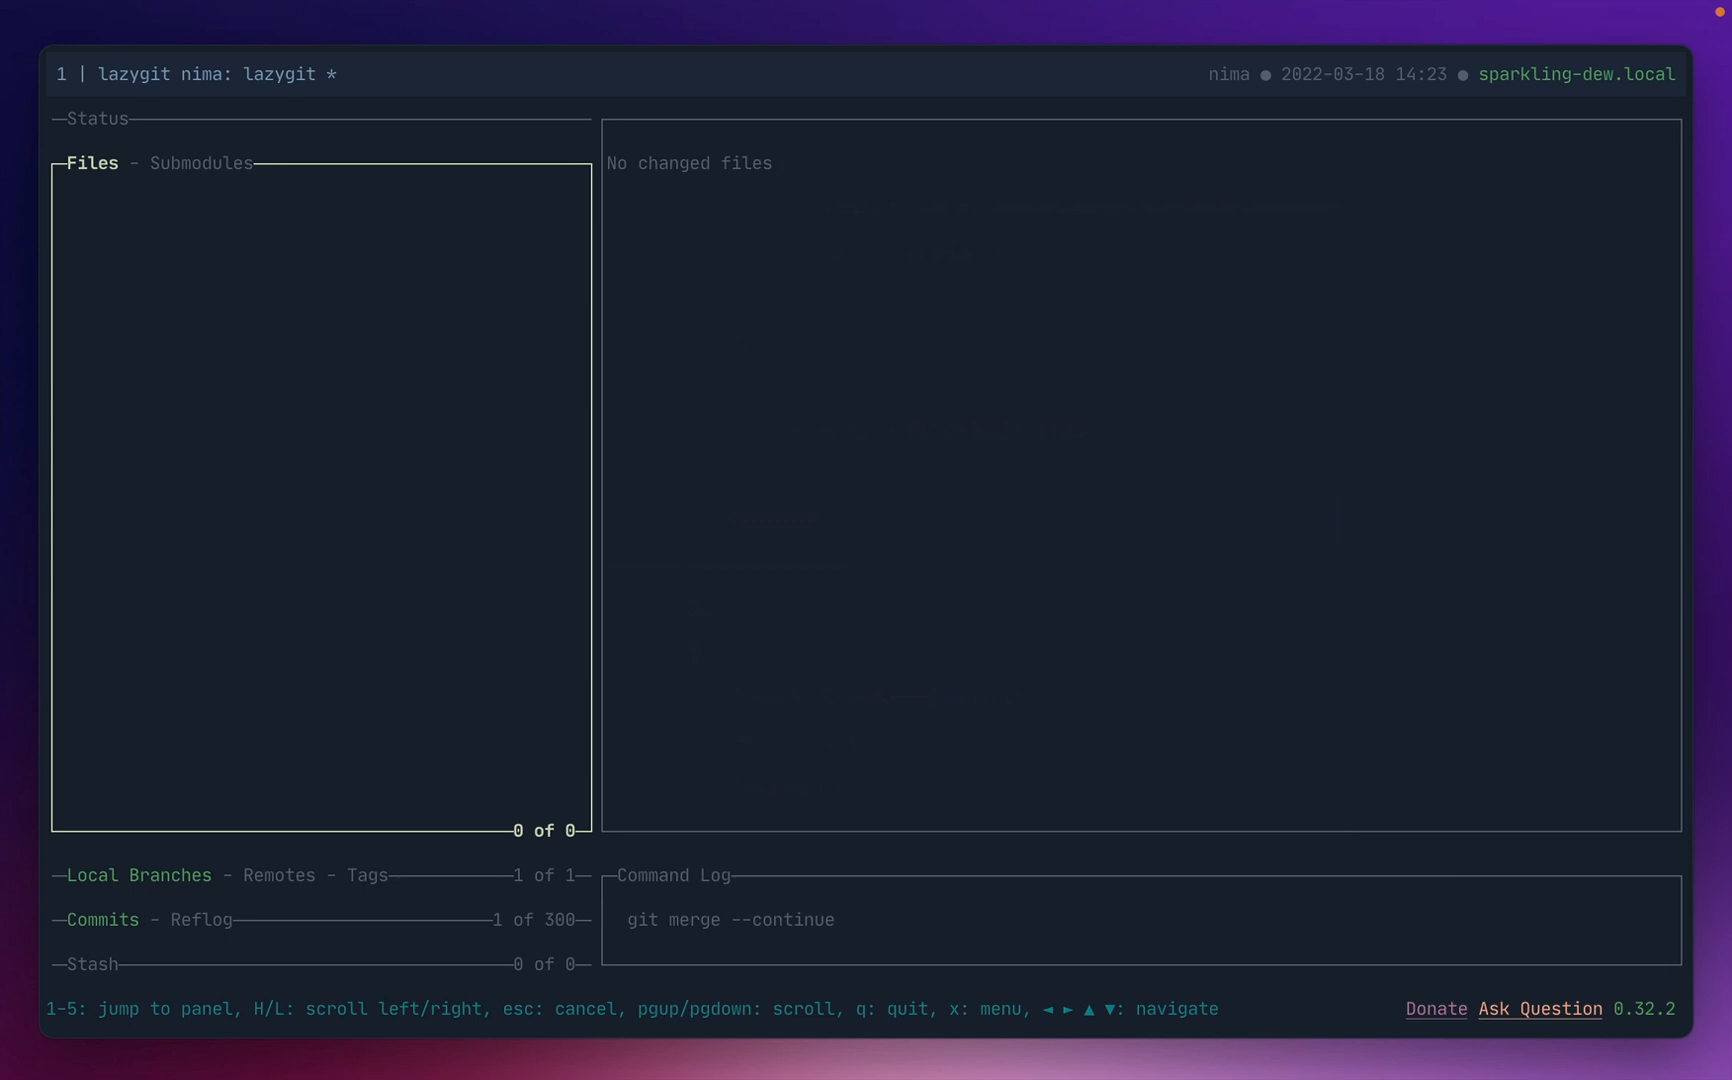 1 | lazygit nima: lazygit *
nima ● 2022-03-18 14:23 ● sparkling-dew.local
Status
Files - Submodules
No changed files
0 of 0
Local Branches - Remotes - Tags 1 of 1
Commits - Reflog 1 of 300
Stash 0 of 0
Command Log
git merge --continue
1-5: jump to panel, H/L: scroll left/right, esc: cancel, pgup/pgdown: scroll, q: quit, x: menu, ◄ ► ▲ ▼: navigate
Donate Ask Question 0.32.2